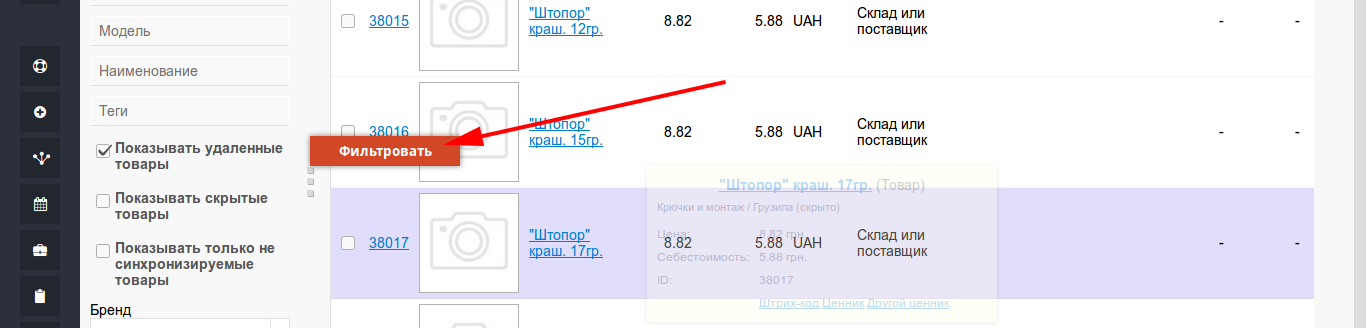 Модель
Наименование
Теги
Показывать удаленные
товары
Показывать скрытые
товары
Показывать только не
синхронизируемые
товары
Бренд
Фильтровать
38015
"Штопор"
краш. 12гр.
8.82
5.88 UAH
Склад или
поставщик
- -
38016
"Штопор"
краш. 15гр.
8.82
5.88 UAH
Склад или
поставщик
- -
38017
"Штопор"
краш. 17гр.
8.82
5.88 UAH
Склад или
поставщик
- -
"Штопор" краш. 17гр. (Товар)
Крючки и монтаж / Грузила (скрыто)
Цена: 8.82 грн.
Себестоимость: 5.88 грн.
ID: 38017
Штрих-код Ценник Другой ценник